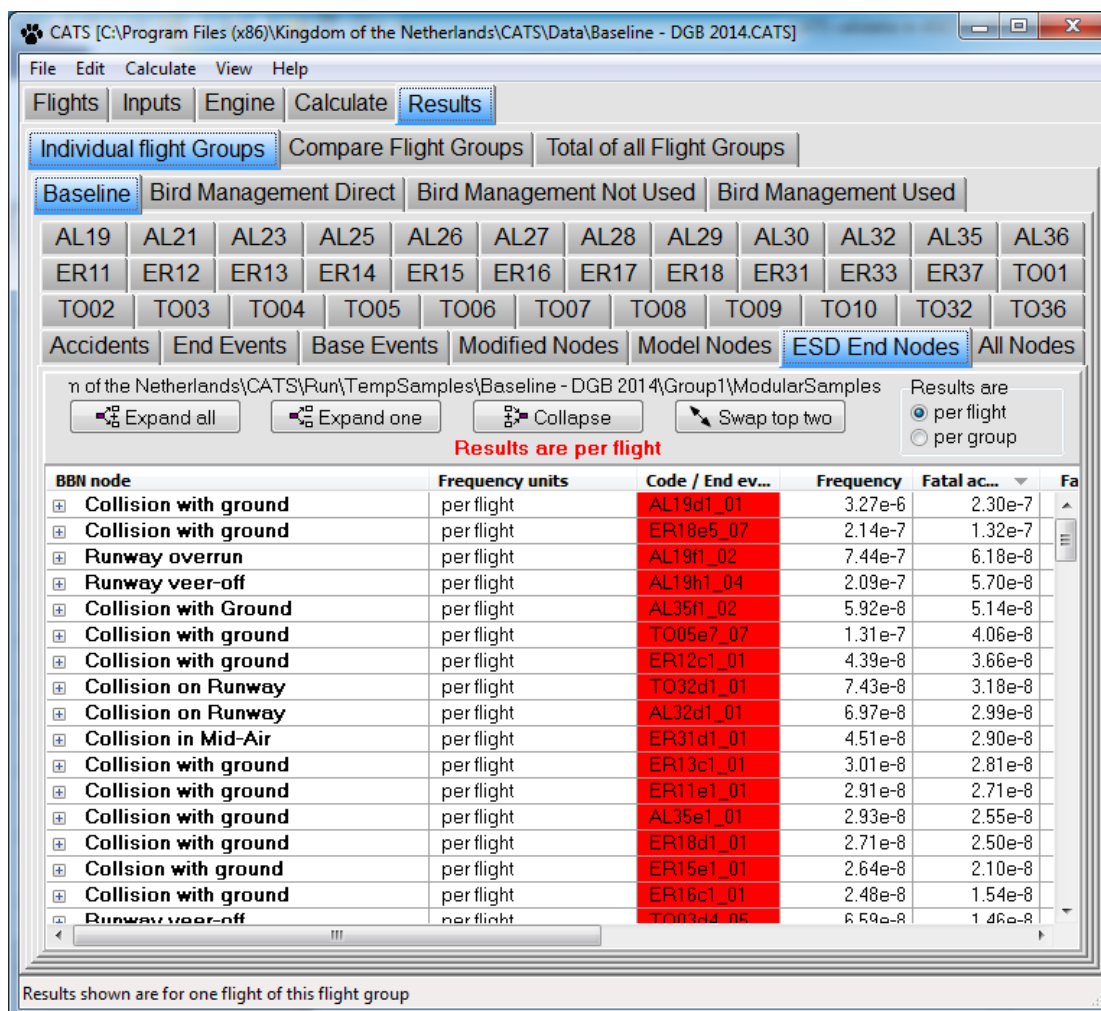 CATS [C:\Program Files (x86)\Kingdom of the Netherlands\CATS\Data\Baseline - DGB 2014.CATS]
File Edit Calculate View Help
Flights Inputs Engine Calculate Results
Individual flight Groups Compare Flight Groups Total of all Flight Groups
Baseline Bird Management Direct Bird Management Not Used Bird Management Used
AL19 AL21 AL23 AL25 AL26 AL27 AL28 AL29 AL30 AL32 AL35 AL36
ER11 ER12 ER13 ER14 ER15 ER16 ER17 ER18 ER31 ER33 ER37 TO01
TO02 TO03 TO04 TO05 TO06 TO07 TO08 TO09 TO10 TO32 TO36
Accidents End Events Base Events Modified Nodes Model Nodes ESD End Nodes All Nodes
n of the Netherlands\CATS\Run\TempSamples\Baseline - DGB 2014\Group1\ModularSamples Results are
Expand all Expand one Collapse Swap top two per flight
per group
Results are per flight
BBN node Frequency units Code / End ev... Frequency Fatal ac... Fa
Collision with ground per flight AL19d1_01 3.27e-6 2.30e-7
Collision with ground per flight ER18e5_07 2.14e-7 1.32e-7
Runway overrun per flight AL19f1_02 7.44e-7 6.18e-8
Runway veer-off per flight AL19h1_04 2.09e-7 5.70e-8
Collision with Ground per flight AL35f1_02 5.92e-8 5.14e-8
Collision with ground per flight TO05e7_07 1.31e-7 4.06e-8
Collision with ground per flight ER12c1_01 4.39e-8 3.66e-8
Collision on Runway per flight TO32d1_01 7.43e-8 3.18e-8
Collision on Runway per flight AL32d1_01 6.97e-8 2.99e-8
Collision in Mid-Air per flight ER31d1_01 4.51e-8 2.90e-8
Collision with ground per flight ER13c1_01 3.01e-8 2.81e-8
Collision with ground per flight ER11e1_01 2.91e-8 2.71e-8
Collision with ground per flight AL35e1_01 2.93e-8 2.55e-8
Collision with ground per flight ER18d1_01 2.71e-8 2.50e-8
Collsion with ground per flight ER15e1_01 2.64e-8 2.10e-8
Collision with ground per flight ER16c1_01 2.48e-8 1.54e-8
Runway veer-off per flight TO03d4_05 6.59e-8 1.46e-8
Results shown are for one flight of this flight group